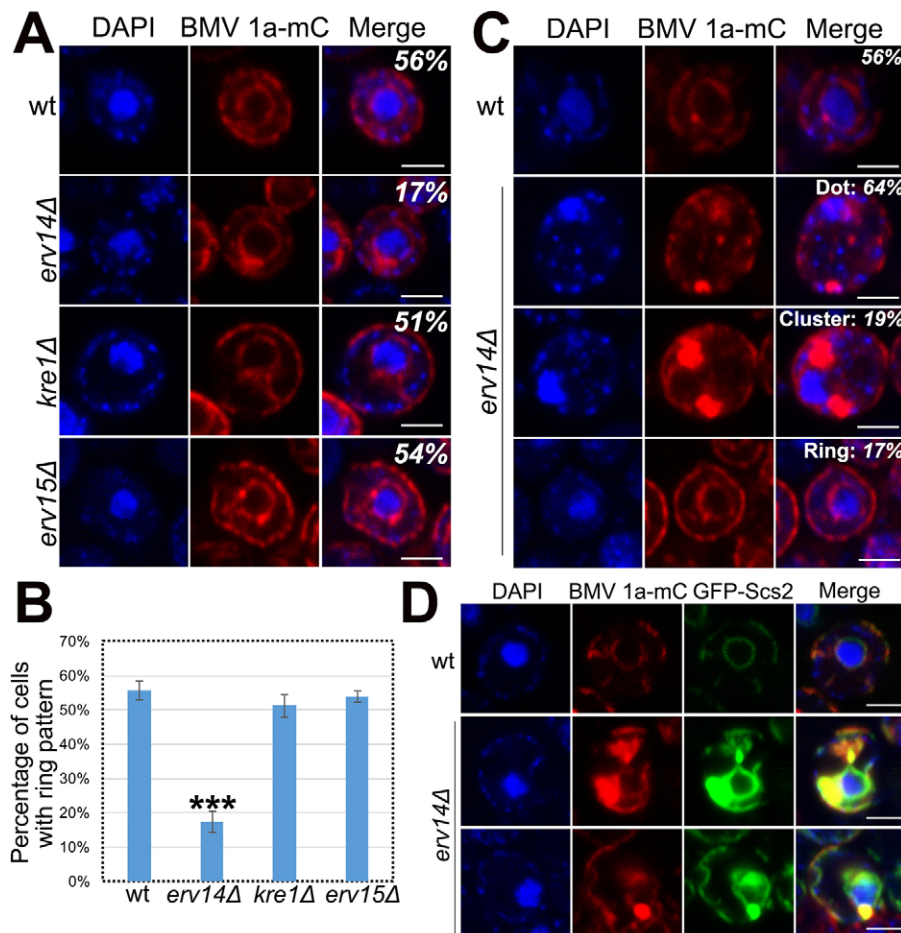 A
DAPI BMV 1a-mC Merge
wt
56%
erv14Δ
17%
kre1Δ
51%
erv15Δ
54%
B
Percentage of cells
with ring pattern
70%
60%
50%
40%
30%
20%
10%
0%
***
wt erv14Δ kre1Δ erv15Δ
C
DAPI BMV 1a-mC Merge
wt
56%
erv14Δ
Dot: 64%
Cluster: 19%
Ring: 17%
D
DAPI BMV 1a-mC GFP-Scs2 Merge
wt
erv14Δ